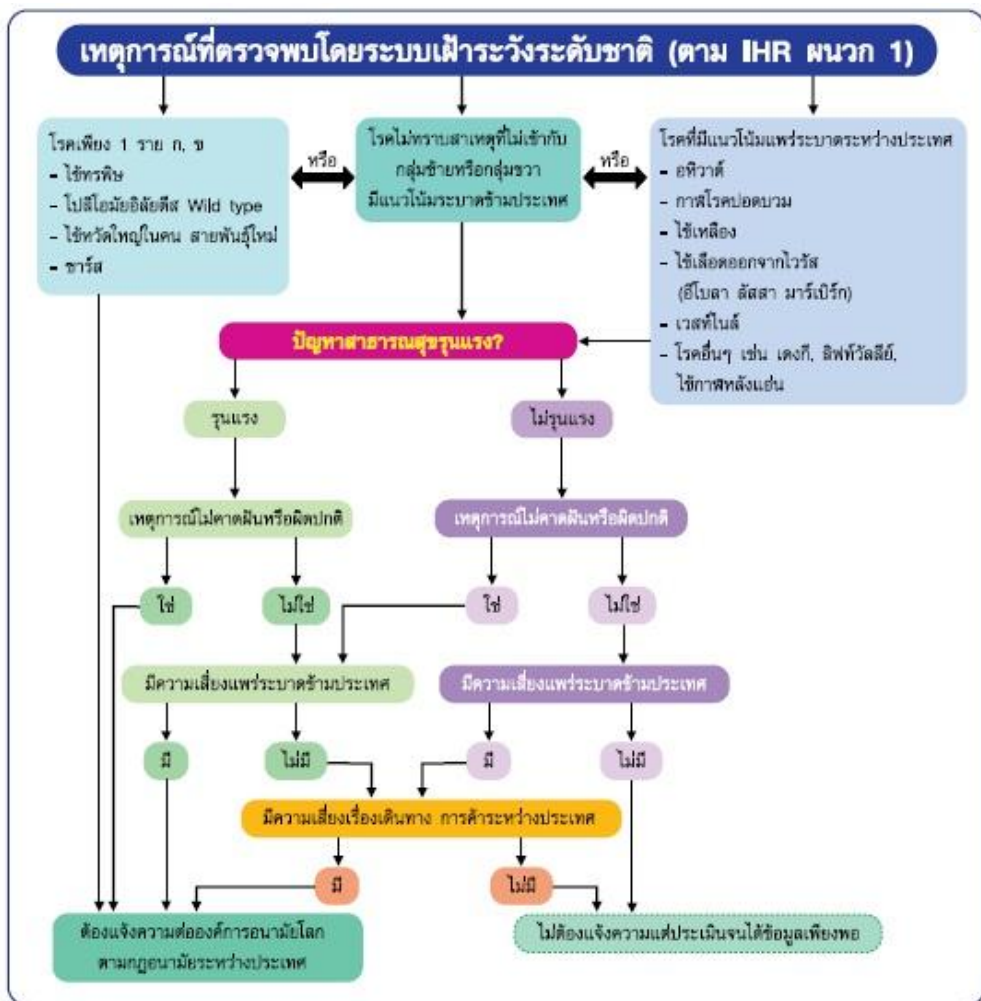 เหตุการณ์ที่ตรวจพบโดยระบบเฝ้าระวังระดับชาติ (ตาม IHR ผนวก 1)
โรคเพียง 1 ราย ก, ข
- ไข้ทรพิษ
- โปลิโอมัยอิลัยตีส Wild type
- ไข้หวัดใหญ่ในคน สายพันธุ์ใหม่
- ซาร์ส
หรือ
โรคไม่ทราบสาเหตุที่ไม่เข้ากับ
กลุ่มซ้ายหรือกลุ่มขวา
มีแนวโน้มระบาดข้ามประเทศ
หรือ
โรคที่มีแนวโน้มแพร่ระบาดระหว่างประเทศ
- อหิวาต์
- กาฬโรคปอดบวม
- ไข้เหลือง
- ไข้เลือดออกจากไวรัส
(อีโบลา ลัสสา มาร์เบิร์ก)
- เวสท์ไนล์
- โรคอื่นๆ เช่น เดงกี, ลิฟท์วัลลีย์,
ไข้กาฬหลังแอ่น
ปัญหาสาธารณสุขรุนแรง?
รุนแรง
ไม่รุนแรง
เหตุการณ์ไม่คาดฝันหรือผิดปกติ
เหตุการณ์ไม่คาดฝันหรือผิดปกติ
ใช่
ไม่ใช่
ใช่
ไม่ใช่
มีความเสี่ยงแพร่ระบาดข้ามประเทศ
มีความเสี่ยงแพร่ระบาดข้ามประเทศ
มี
ไม่มี
มี
ไม่มี
มีความเสี่ยงเรื่องเดินทาง การค้าระหว่างประเทศ
มี
ไม่มี
ต้องแจ้งความต่อองค์การอนามัยโลก
ตามกฎอนามัยระหว่างประเทศ
ไม่ต้องแจ้งความแต่ประเมินจนได้ข้อมูลเพียงพอ